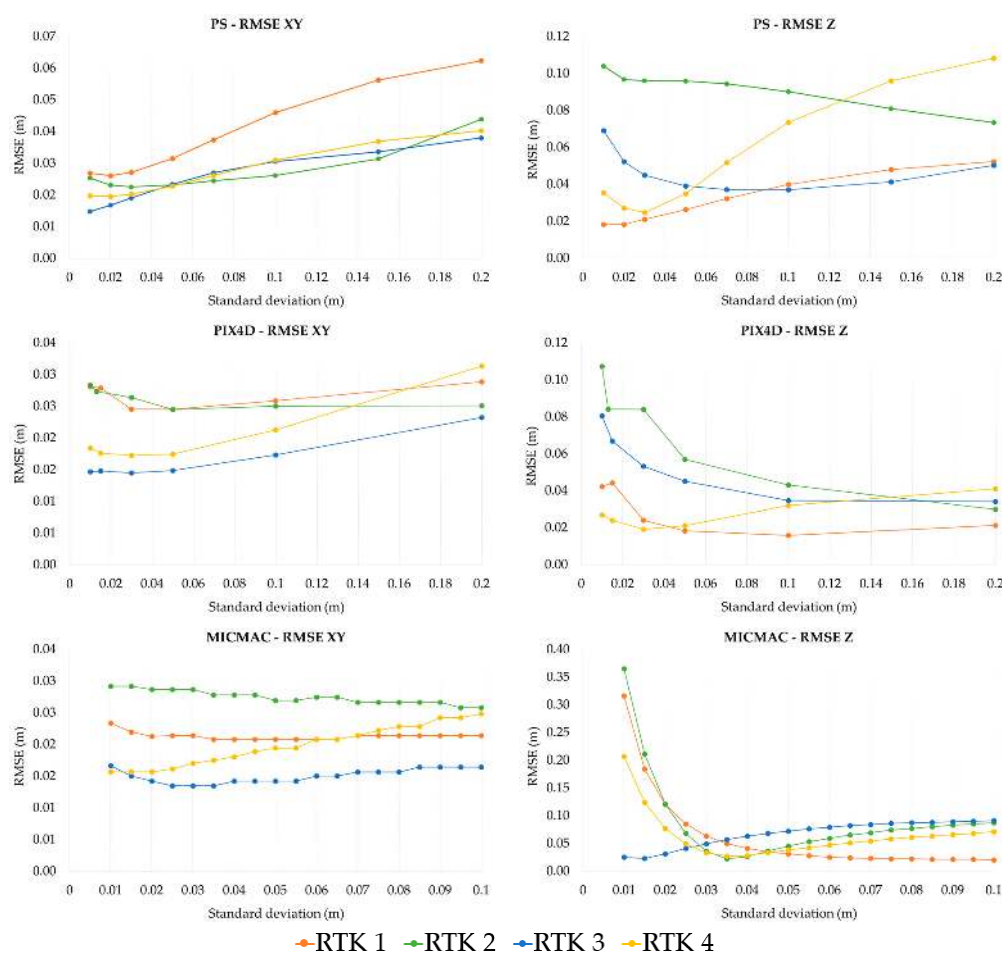 PS - RMSE XY
0.07
0.06
0.05
0.04
0.03
0.02
0.01
0.00
RMSE (m)
0 0.02 0.04 0.06 0.08 0.1 0.12 0.14 0.16 0.18 0.2
Standard deviation (m)
PS - RMSE Z
0.12
0.10
0.08
0.06
0.04
0.02
0.00
RMSE (m)
0 0.02 0.04 0.06 0.08 0.1 0.12 0.14 0.16 0.18 0.2
Standard deviation (m)
PIX4D - RMSE XY
0.04
0.03
0.03
0.02
0.02
0.01
0.01
0.00
RMSE (m)
0 0.02 0.04 0.06 0.08 0.1 0.12 0.14 0.16 0.18 0.2
Standard deviation (m)
PIX4D - RMSE Z
0.12
0.10
0.08
0.06
0.04
0.02
0.00
RMSE (m)
0 0.02 0.04 0.06 0.08 0.1 0.12 0.14 0.16 0.18 0.2
Standard deviation (m)
MICMAC - RMSE XY
0.04
0.03
0.03
0.02
0.02
0.01
0.01
0.00
RMSE (m)
0 0.01 0.02 0.03 0.04 0.05 0.06 0.07 0.08 0.09 0.1
Standard deviation (m)
MICMAC - RMSE Z
0.40
0.35
0.30
0.25
0.20
0.15
0.10
0.05
0.00
RMSE (m)
0 0.01 0.02 0.03 0.04 0.05 0.06 0.07 0.08 0.09 0.1
Standard deviation (m)
RTK 1 RTK 2 RTK 3 RTK 4